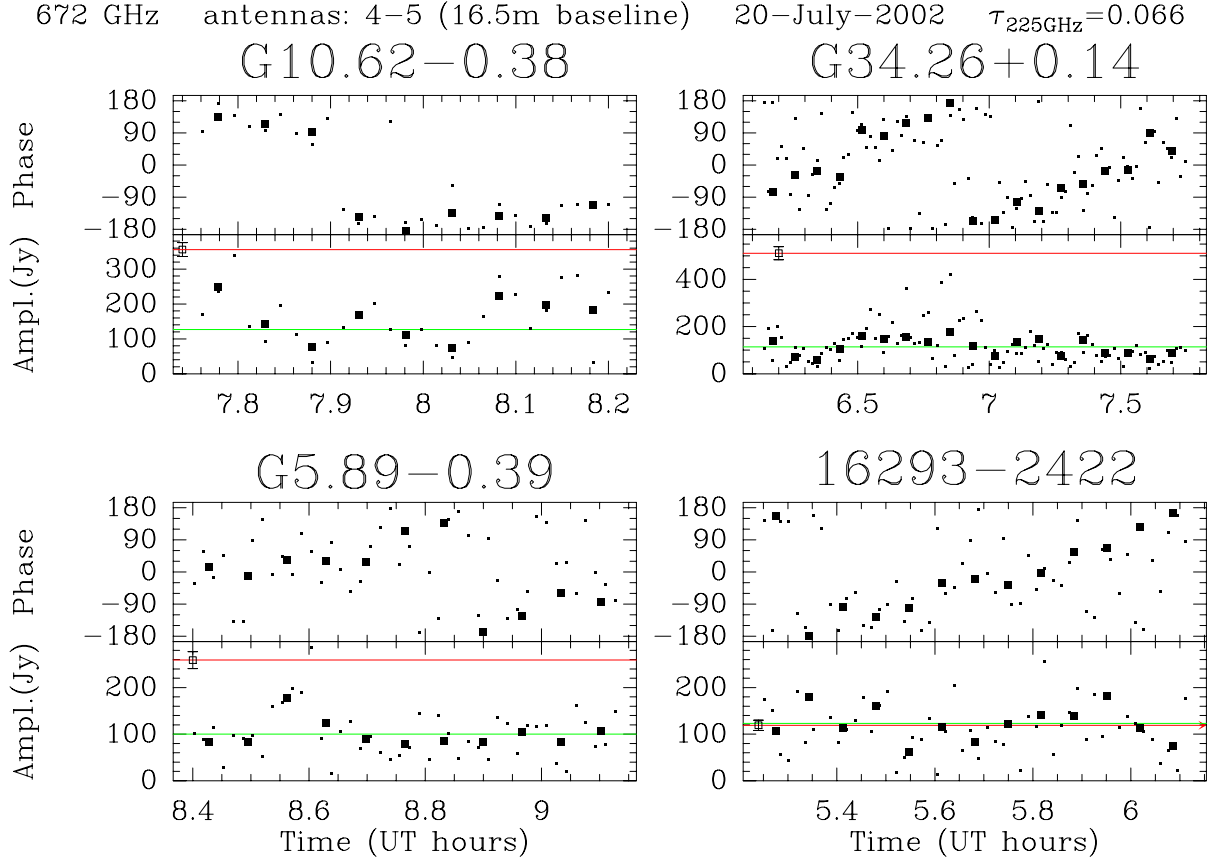 672 GHz antennas: 4−5 (16.5m baseline) 20−July−2002 τ225GHz=0.066
G10.62−0.38
G34.26+0.14
180
90
0
−90
−180
Phase
300
200
100
0
Ampl.(Jy)
7.8 7.9 8 8.1 8.2
180
90
0
−90
−180
400
200
0
6.5 7 7.5
G5.89−0.39
16293−2422
180
90
0
−90
−180
Phase
200
100
0
Ampl.(Jy)
8.4 8.6 8.8 9
Time (UT hours)
180
90
0
−90
−180
200
100
0
5.4 5.6 5.8 6
Time (UT hours)